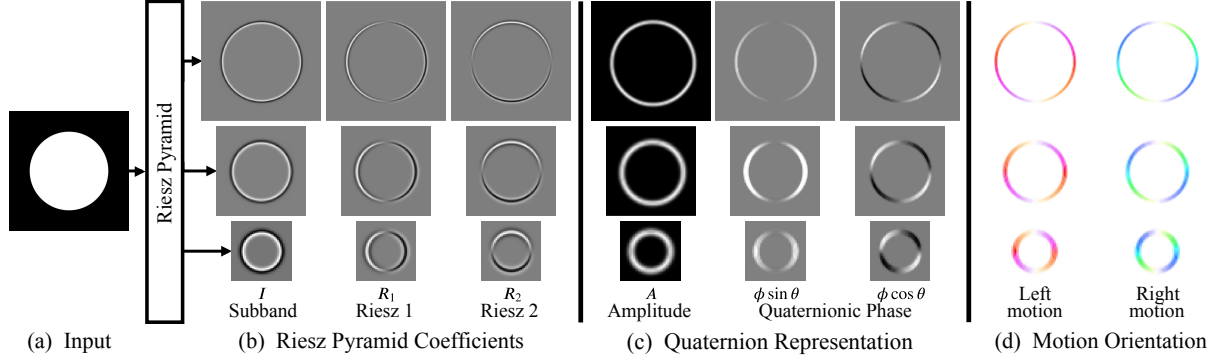 Riesz Pyramid
I
Subband
R₁
Riesz 1
R₂
Riesz 2
A
Amplitude
ϕ sin θ
ϕ cos θ
Quaternionic Phase
Left
motion
Right
motion
(a) Input
(b) Riesz Pyramid Coefficients
(c) Quaternion Representation
(d) Motion Orientation